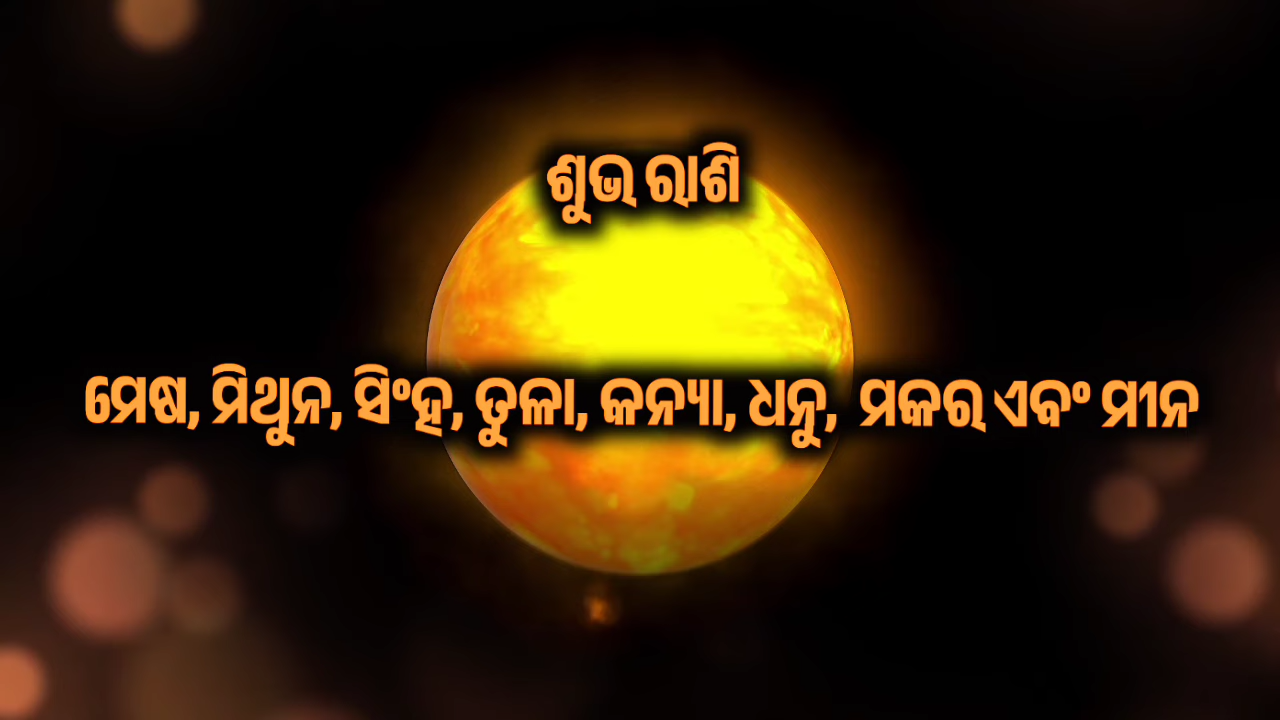 ଶୁଭ ରାଶି
ମେଷ, ମିଥୁନ, ସିଂହ, ତୁଳା, କନ୍ୟା, ଧନୁ, ମକର ଏବଂ ମୀନ